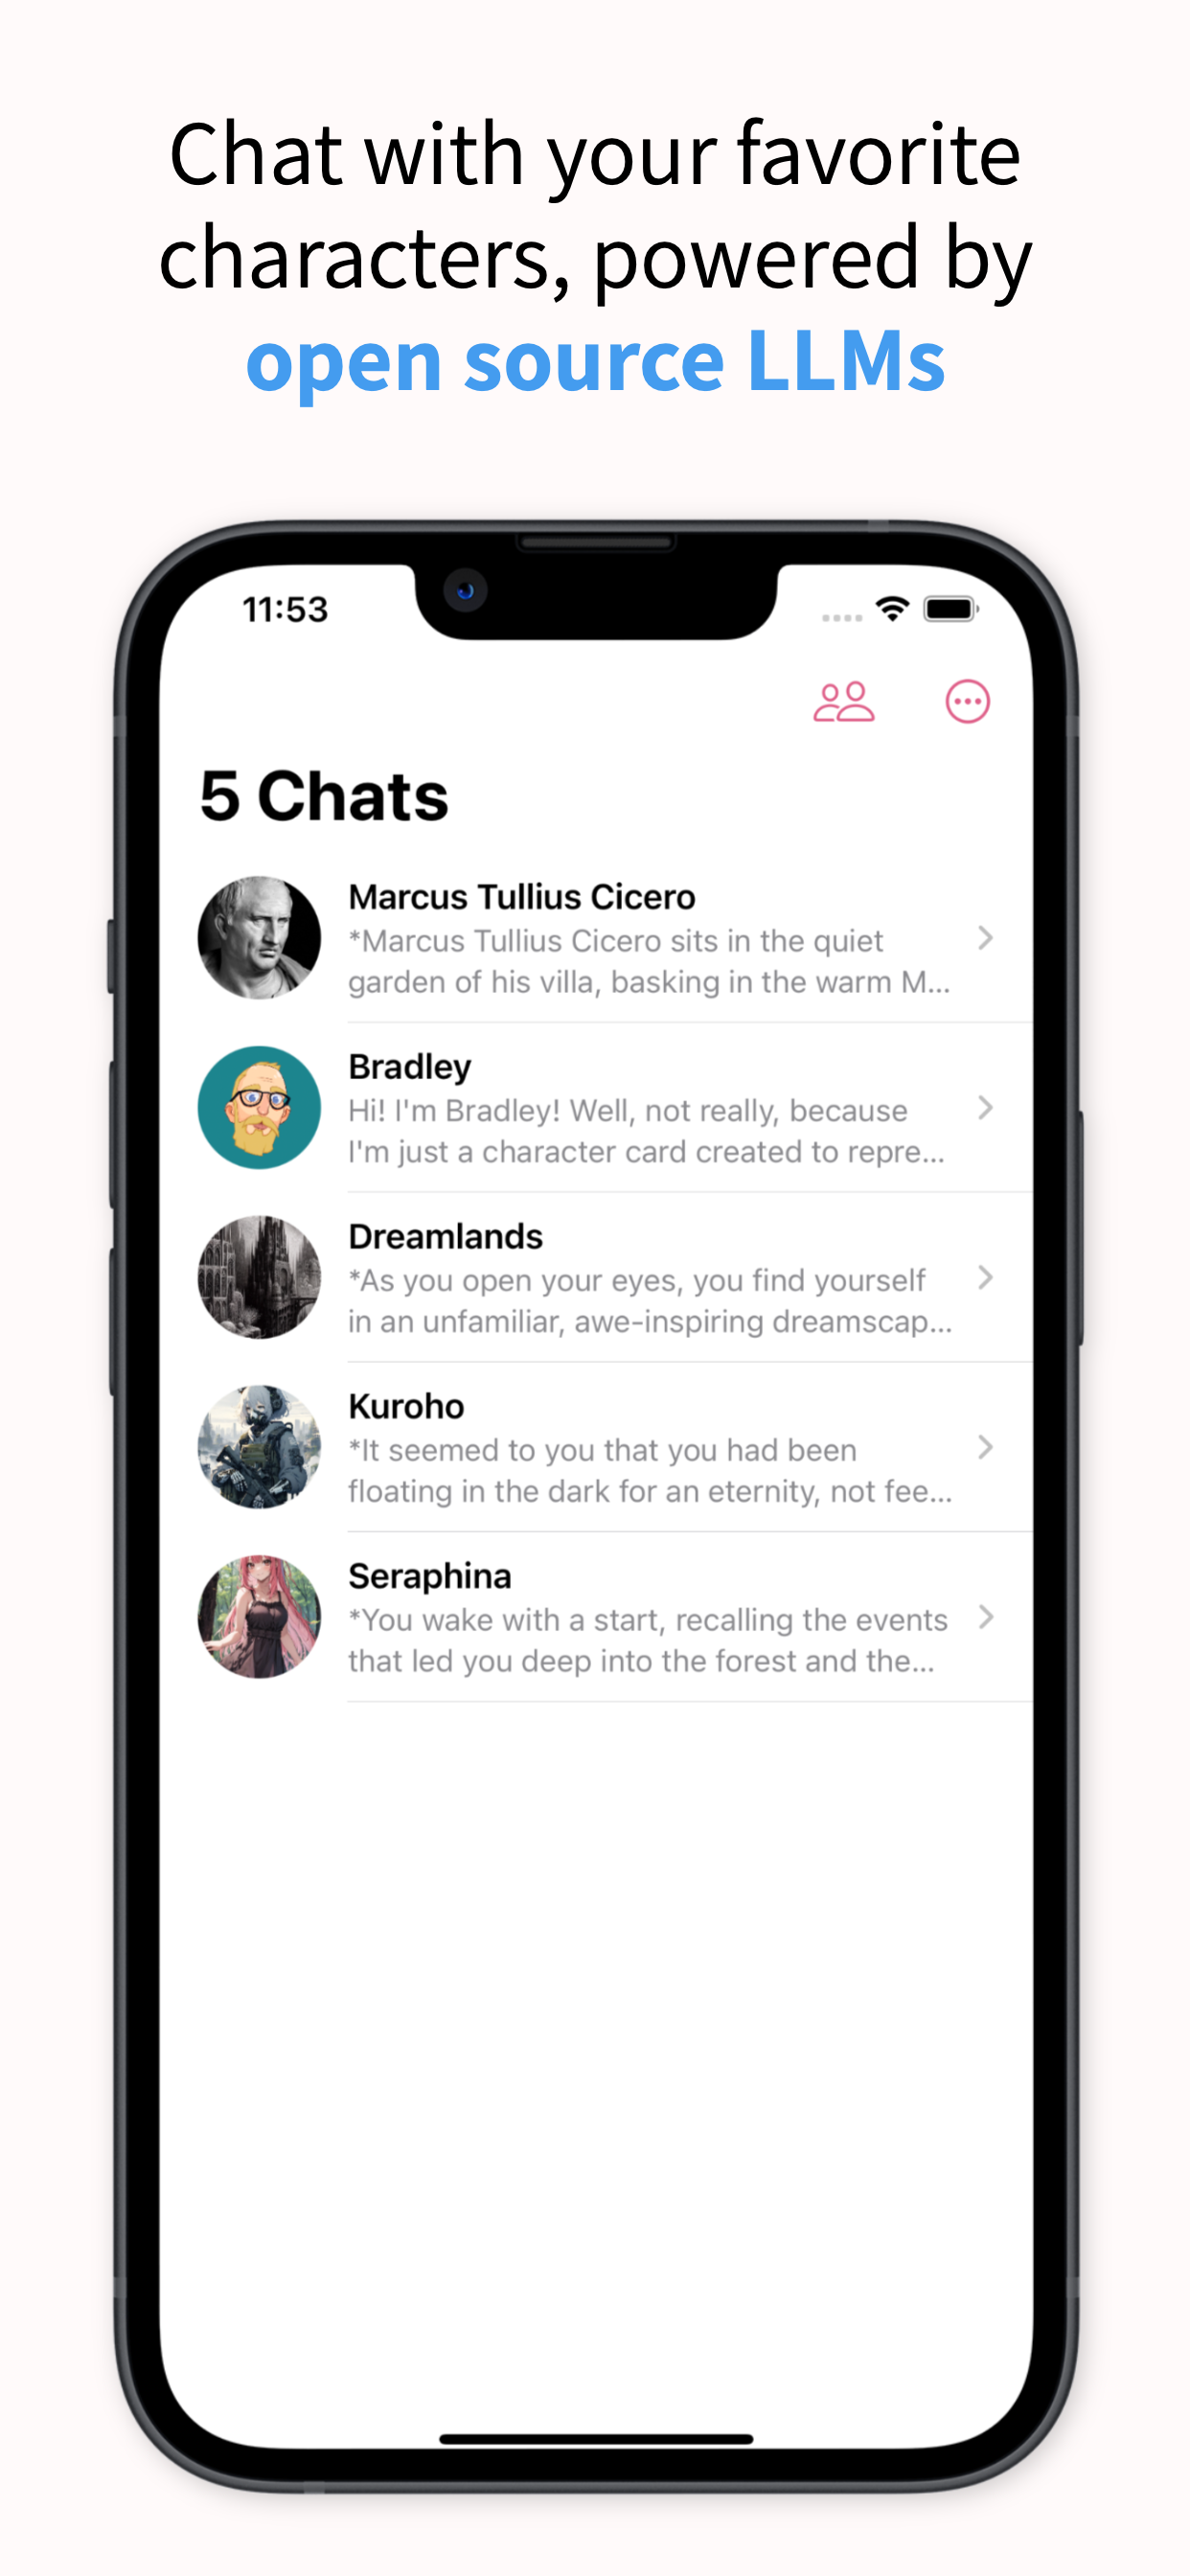 Chat with your favorite
characters, powered by
open source LLMs
11:53
5 Chats
Marcus Tullius Cicero
*Marcus Tullius Cicero sits in the quiet
garden of his villa, basking in the warm M...
Bradley
Hi! I'm Bradley! Well, not really, because
I'm just a character card created to repre...
Dreamlands
*As you open your eyes, you find yourself
in an unfamiliar, awe-inspiring dreamscap...
Kuroho
*It seemed to you that you had been
floating in the dark for an eternity, not fee...
Seraphina
*You wake with a start, recalling the events
that led you deep into the forest and the...